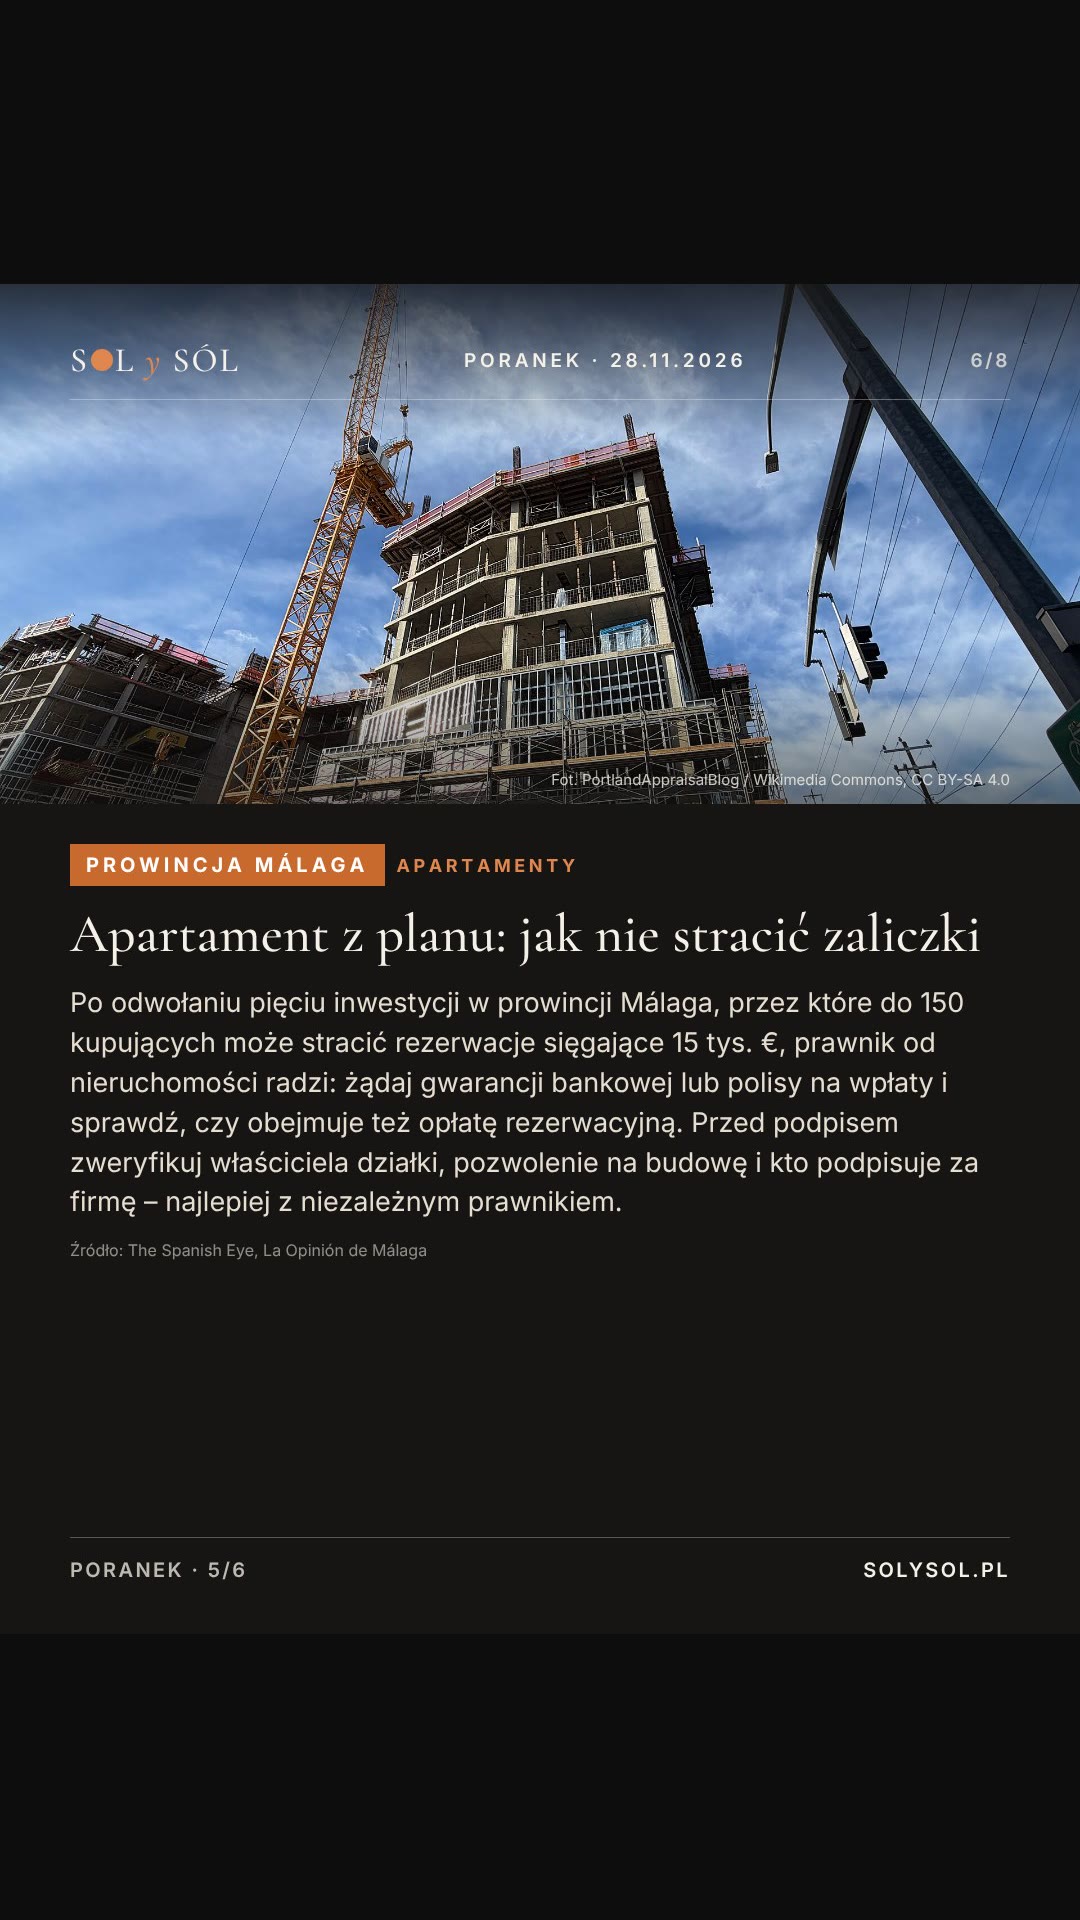 SOL y SÓL
PORANEK · 28.11.2026
6/8
Fot. PortlandAppraisalBlog / Wikimedia Commons, CC BY-SA 4.0
PROWINCJA MÁLAGA APARTAMENTY
Apartament z planu: jak nie stracić zaliczki
Po odwołaniu pięciu inwestycji w prowincji Málaga, przez które do 150
kupujących może stracić rezerwacje sięgające 15 tys. €, prawnik od
nieruchomości radzi: żądaj gwarancji bankowej lub polisy na wpłaty i
sprawdź, czy obejmuje też opłatę rezerwacyjną. Przed podpisem
zweryfikuj właściciela działki, pozwolenie na budowę i kto podpisuje za
firmę – najlepiej z niezależnym prawnikiem.
Źródło: The Spanish Eye, La Opinión de Málaga
PORANEK · 5/6
SOLYSOL.PL